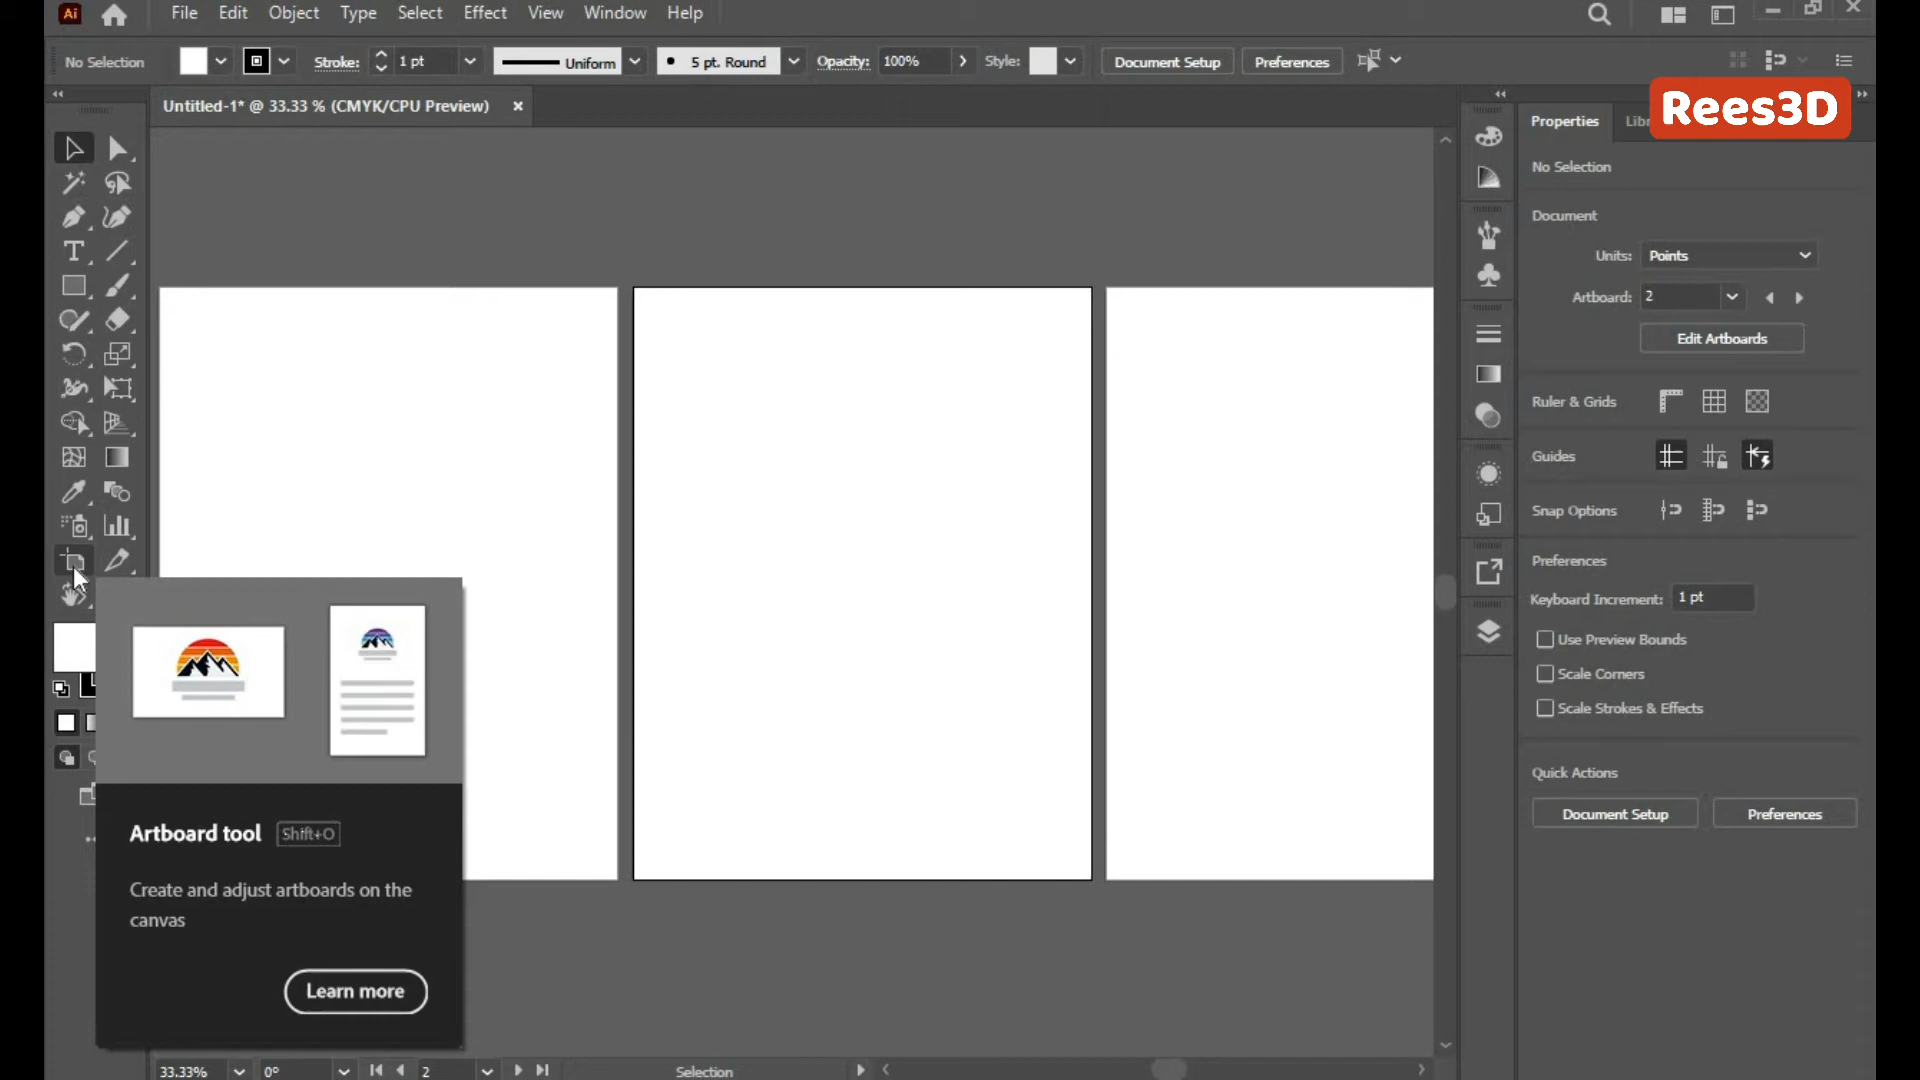 Ai File Edit Object Type Select Effect View Window Help
No Selection Stroke: 1 pt Uniform 5 pt. Round Opacity: 100% Style: Document Setup Preferences
Untitled-1* @ 33.33 % (CMYK/CPU Preview)
Rees3D
Properties
No Selection
Document
Units: Points
Artboard: 2
Edit Artboards
Ruler & Grids
Guides
Snap Options
Preferences
Keyboard Increment: 1 pt
Use Preview Bounds
Scale Corners
Scale Strokes & Effects
Quick Actions
Document Setup Preferences
Artboard tool Shift+O
Create and adjust artboards on the
canvas
Learn more
33.33% 0° 2 Selection